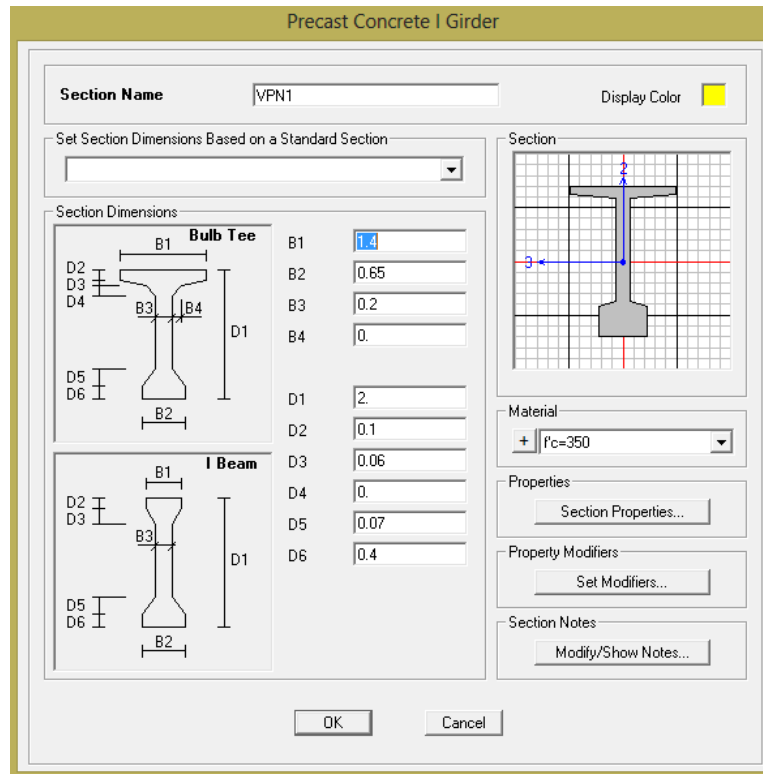 Precast Concrete I Girder
Section Name VPN1 Display Color
Set Section Dimensions Based on a Standard Section
Section Dimensions
Bulb Tee
B1
D2
D3
D4
B3 B4
D1
D5
D6
B2
I Beam
B1
D2
D3
B3
D1
D5
D6
B2
B1 1.4
B2 0.65
B3 0.2
B4 0.
D1 2.
D2 0.1
D3 0.06
D4 0.
D5 0.07
D6 0.4
Section
2
3
Material
+ f'c=350
Properties
Section Properties...
Property Modifiers
Set Modifiers...
Section Notes
Modify/Show Notes...
OK Cancel